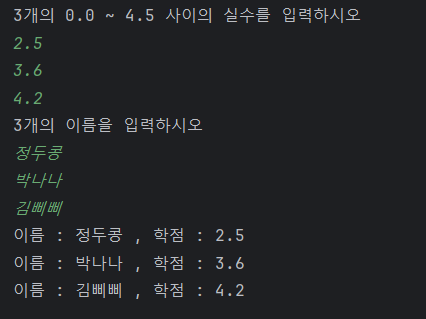 3개의 0.0 ~ 4.5 사이의 실수를 입력하시오
2.5
3.6
4.2
3개의 이름을 입력하시오
정두콩
박나나
김삐삐
이름 : 정두콩 , 학점 : 2.5
이름 : 박나나 , 학점 : 3.6
이름 : 김삐삐 , 학점 : 4.2